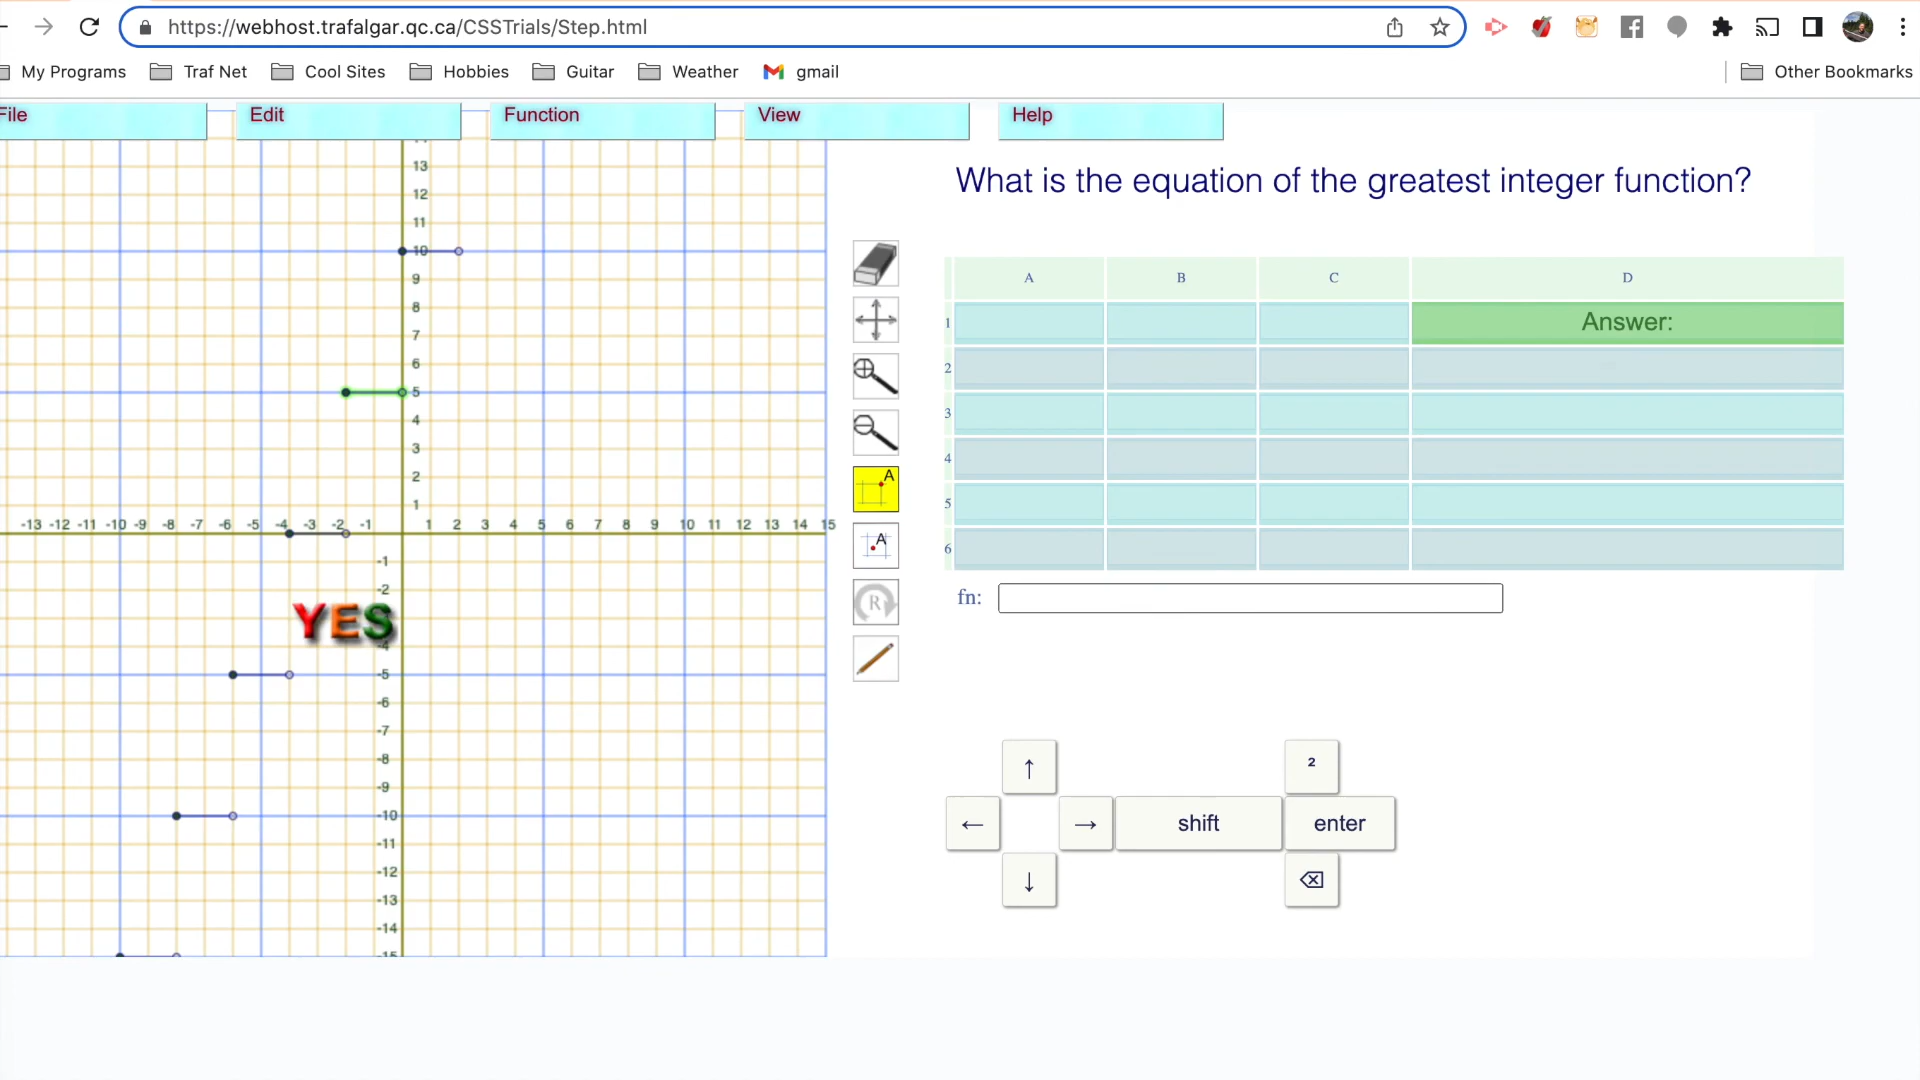 https://webhost.trafalgar.qc.ca/CSSTrials/Step.html
My Programs Traf Net Cool Sites Hobbies Guitar Weather gmail Other Bookmarks
File Edit Function View Help
What is the equation of the greatest integer function?
A B C D
1 Answer:
2
3
4
5
6
fn:
13
12
11
10
9
8
7
6
5
4
3
2
1
-13 -12 -11 -10 -9 -8 -7 -6 -5 -4 -3 -2 -1 1 2 3 4 5 6 7 8 9 10 11 12 13 14 15
-1
-2
YES
-4
-5
-6
-7
-8
-9
-10
-11
-12
-13
-14
-15
A
A
R
↑ ²
← → shift enter
↓